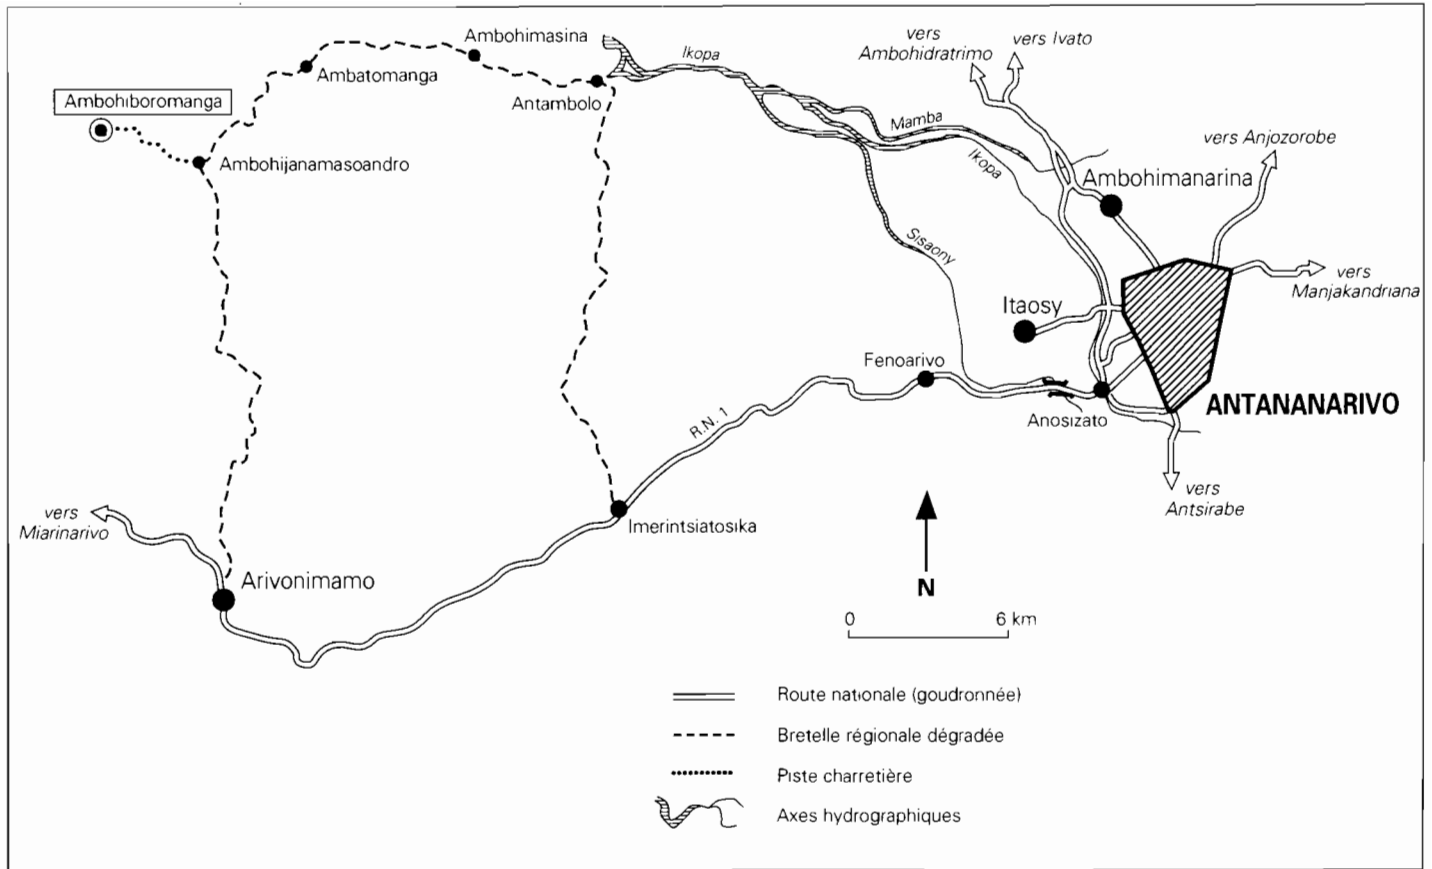 vers
Ambohidratrimo
vers Ivato
Ambohimasina
Ikopa
Ambatomanga
Antambolo
Ambohiboromanga
Mamba
vers Anjozorobe
Ambohijanamasoandro
Ikopa
Ambohimanarina
Sisaony
vers
Manjakandriana
Itaosy
Fenoarivo
ANTANANARIVO
Anosizato
R.N. 1
vers
Antsirabe
vers
Miarinarivo
Imerintsiatosika
Arivonimamo
N
0 6 km
Route nationale (goudronnée)
Bretelle régionale dégradée
Piste charretière
Axes hydrographiques